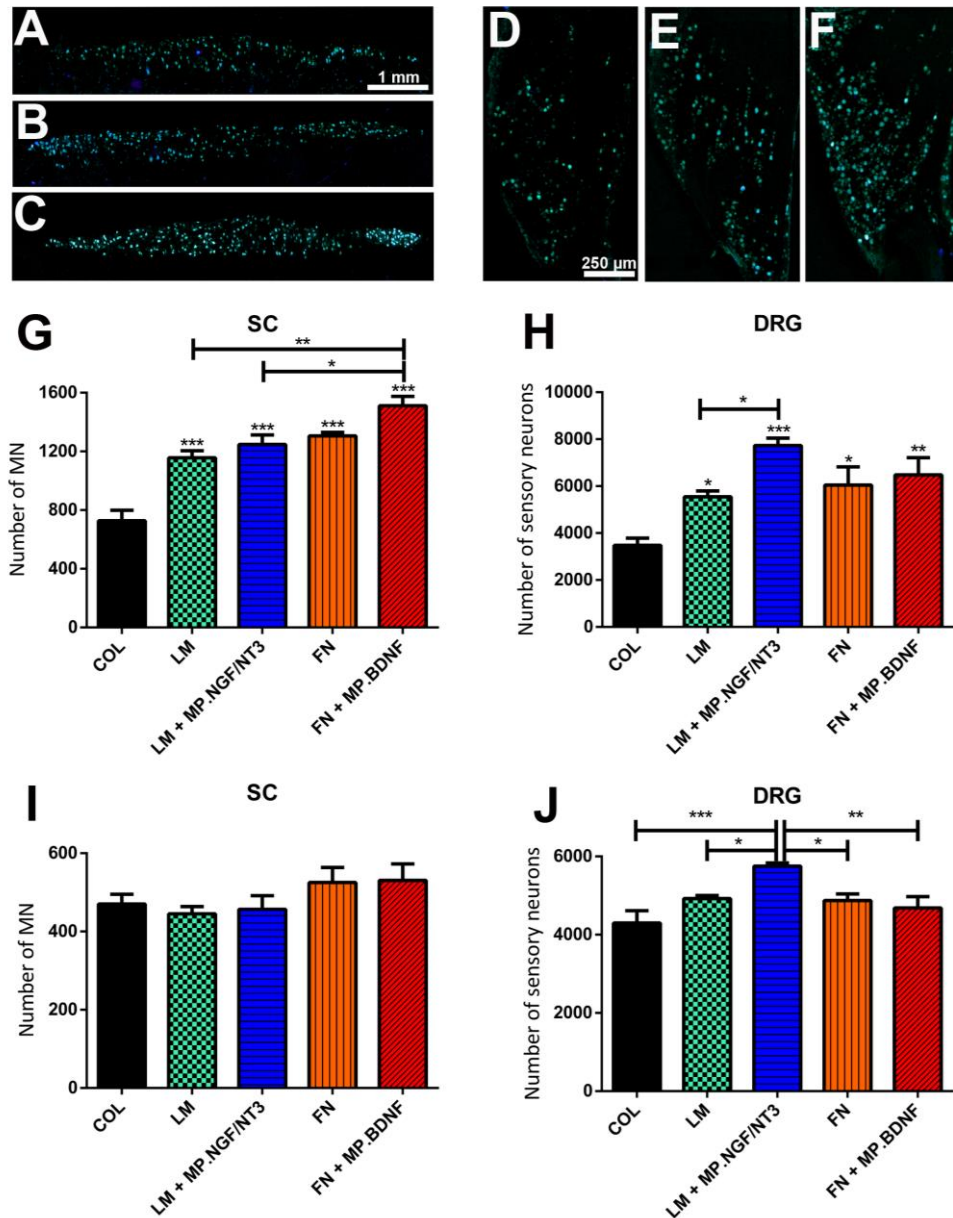 A
1 mm
B
C
D
E
F
250 µm
G
SC
**
*
***
***
***
***
1600
1200
800
400
0
Number of MN
COL
LM
LM + MP.NGF/NT3
FN
FN + MP.BDNF
H
DRG
*
***
*
*
**
10000
8000
6000
4000
2000
0
Number of sensory neurons
COL
LM
LM + MP.NGF/NT3
FN
FN + MP.BDNF
I
SC
600
400
200
0
Number of MN
COL
LM
LM + MP.NGF/NT3
FN
FN + MP.BDNF
J
DRG
***
**
*
*
6000
4000
2000
0
Number of sensory neurons
COL
LM
LM + MP.NGF/NT3
FN
FN + MP.BDNF